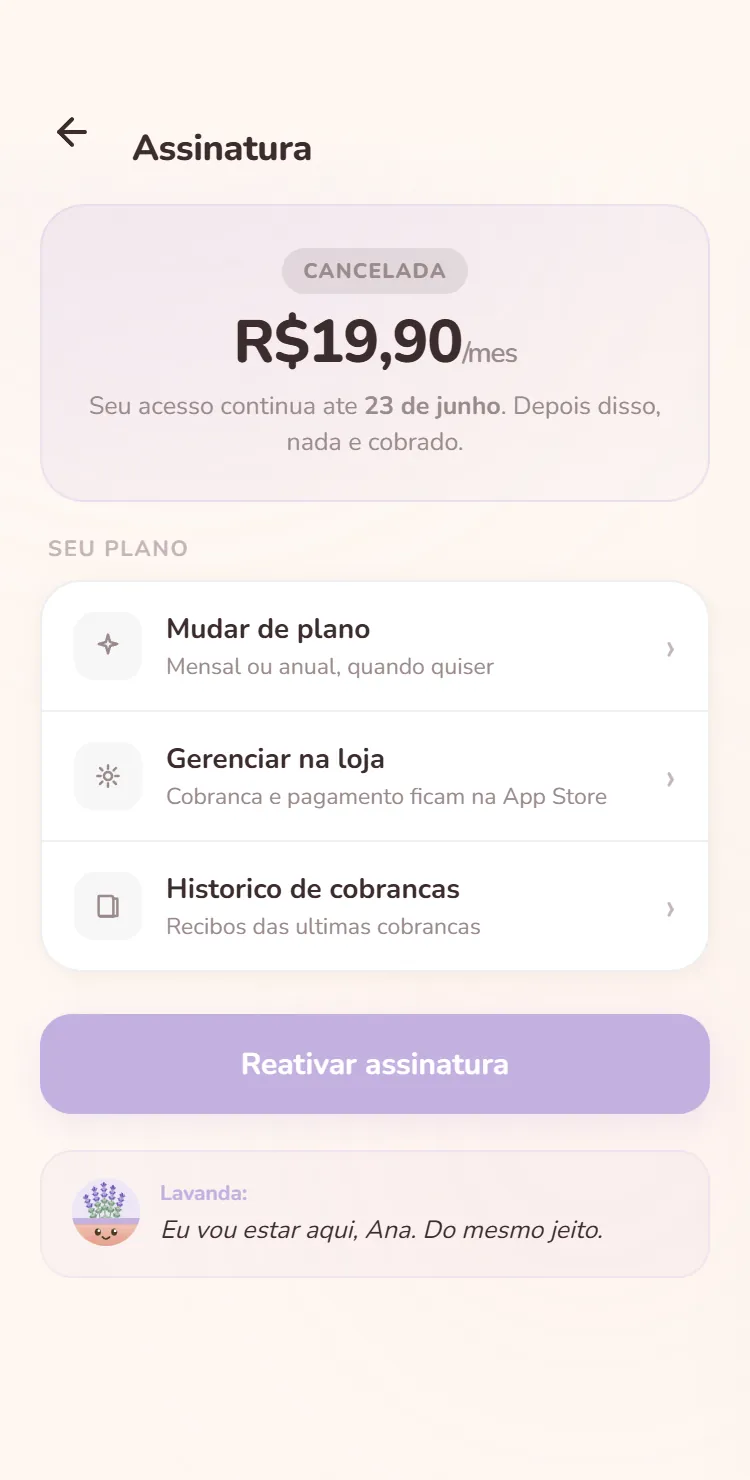 Assinatura
CANCELADA
R$19,90/mes
Seu acesso continua ate 23 de junho. Depois disso,
nada e cobrado.
SEU PLANO
Mudar de plano
Mensal ou anual, quando quiser
Gerenciar na loja
Cobranca e pagamento ficam na App Store
Historico de cobrancas
Recibos das ultimas cobrancas
Reativar assinatura
Lavanda:
Eu vou estar aqui, Ana. Do mesmo jeito.